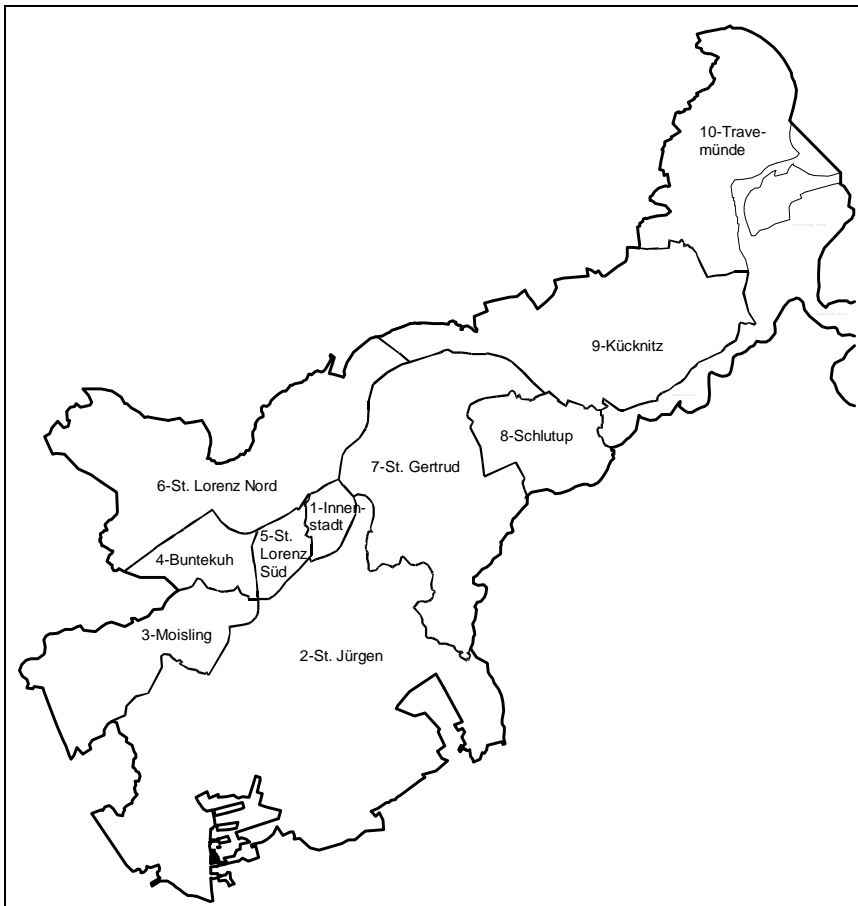 10-Trave-
münde
9-Kücknitz
8-Schlutup
7-St. Gertrud
6-St. Lorenz Nord
1-Innen-
stadt
5-St.
Lorenz
Süd
4-Buntekuh
3-Moisling
2-St. Jürgen